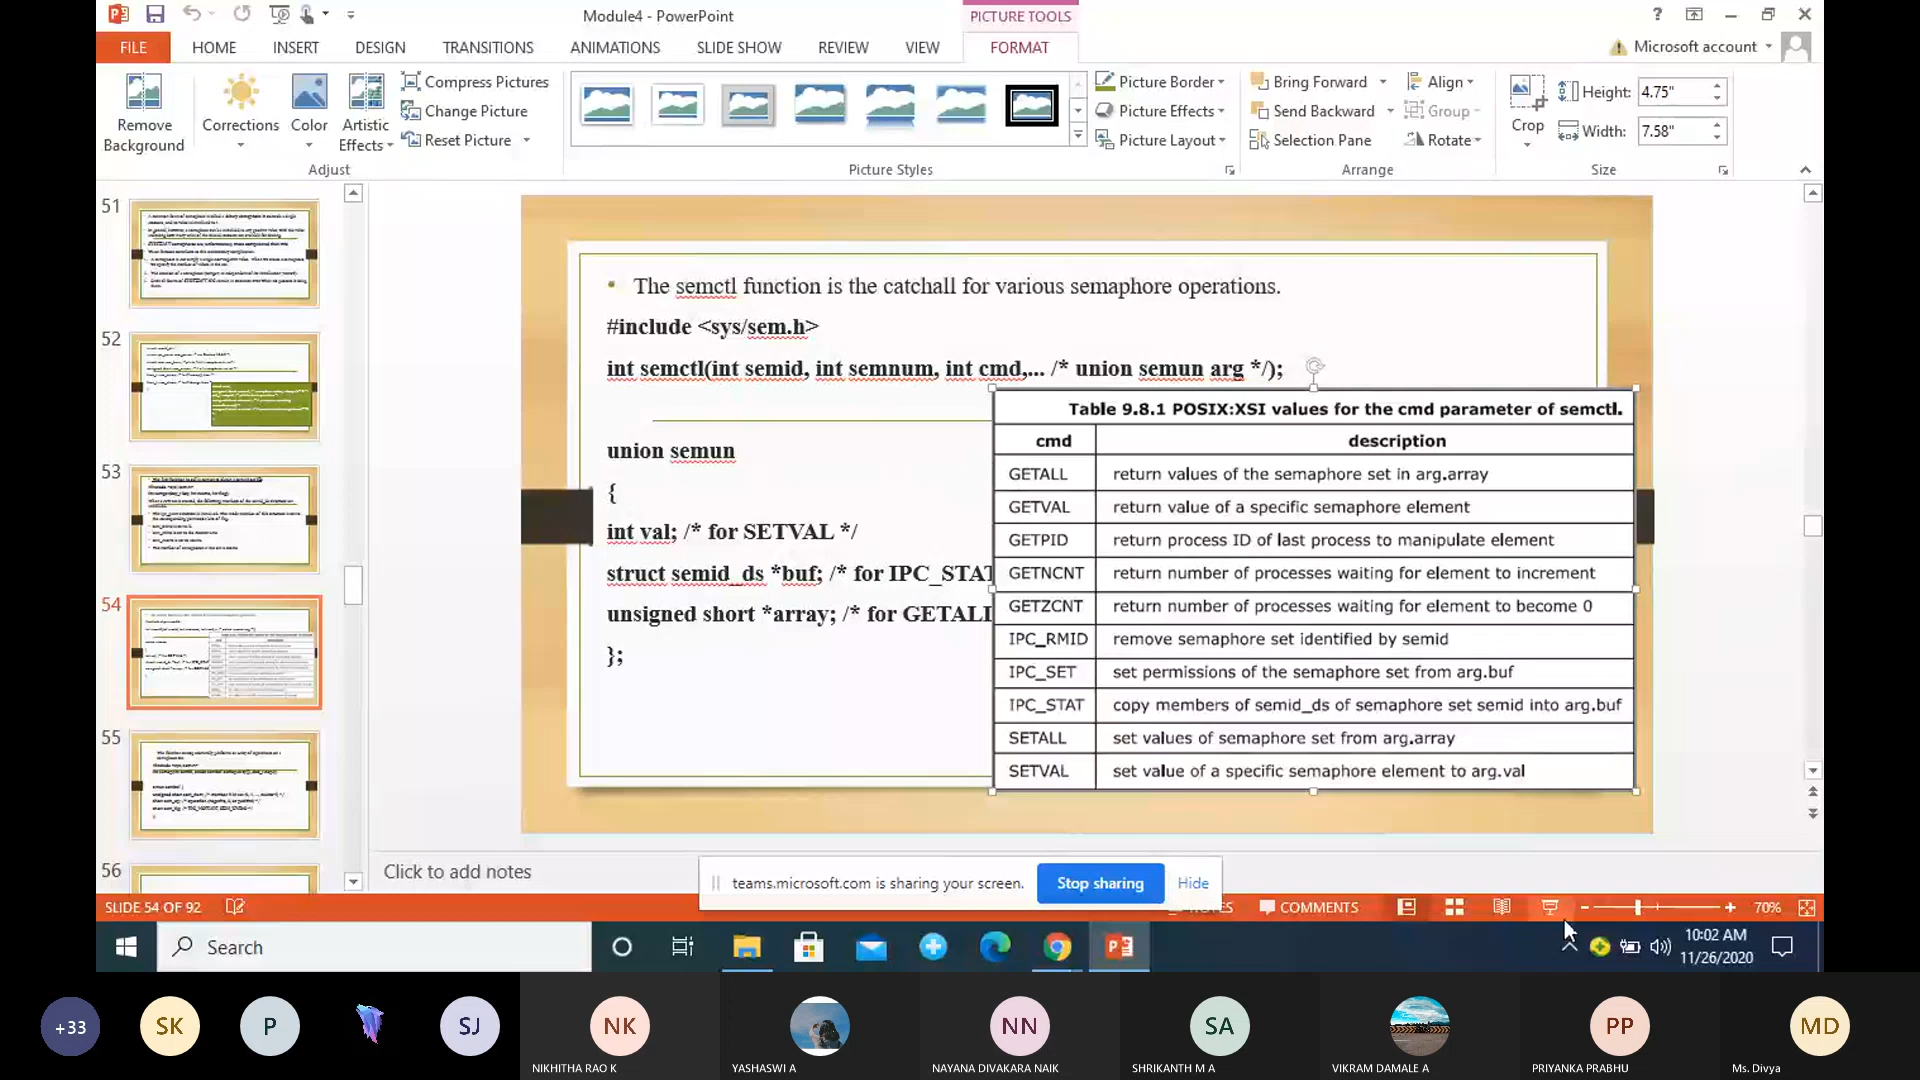 Module4 - PowerPoint
PICTURE TOOLS
?
FILE
HOME
INSERT
DESIGN
TRANSITIONS
ANIMATIONS
SLIDE SHOW
REVIEW
VIEW
FORMAT
Microsoft account
Remove
Background
Corrections
Color
Artistic
Effects
Compress Pictures
Change Picture
Reset Picture
Adjust
Picture Styles
Picture Border
Picture Effects
Picture Layout
Bring Forward
Send Backward
Selection Pane
Align
Group
Rotate
Arrange
Crop
Height: 4.75"
Width: 7.58"
Size
51
52
53
54
55
56
• The semctl function is the catchall for various semaphore operations.
#include <sys/sem.h>
int semctl(int semid, int semnum, int cmd,... /* union semun arg */);
union semun
{
int val; /* for SETVAL */
struct semid_ds *buf; /* for IPC_STAT
unsigned short *array; /* for GETALL
};
Table 9.8.1 POSIX:XSI values for the cmd parameter of semctl.
cmd description
GETALL return values of the semaphore set in arg.array
GETVAL return value of a specific semaphore element
GETPID return process ID of last process to manipulate element
GETNCNT return number of processes waiting for element to increment
GETZCNT return number of processes waiting for element to become 0
IPC_RMID remove semaphore set identified by semid
IPC_SET set permissions of the semaphore set from arg.buf
IPC_STAT copy members of semid_ds of semaphore set semid into arg.buf
SETALL set values of semaphore set from arg.array
SETVAL set value of a specific semaphore element to arg.val
Click to add notes
teams.microsoft.com is sharing your screen.
Stop sharing
Hide
SLIDE 54 OF 92
NOTES
COMMENTS
70%
Search
10:02 AM
11/26/2020
+33
SK
P
SJ
NK
NN
SA
PP
MD
NIKHITHA RAO K
YASHASWI A
NAYANA DIVAKARA NAIK
SHRIKANTH M A
VIKRAM DAMALE A
PRIYANKA PRABHU
Ms. Divya